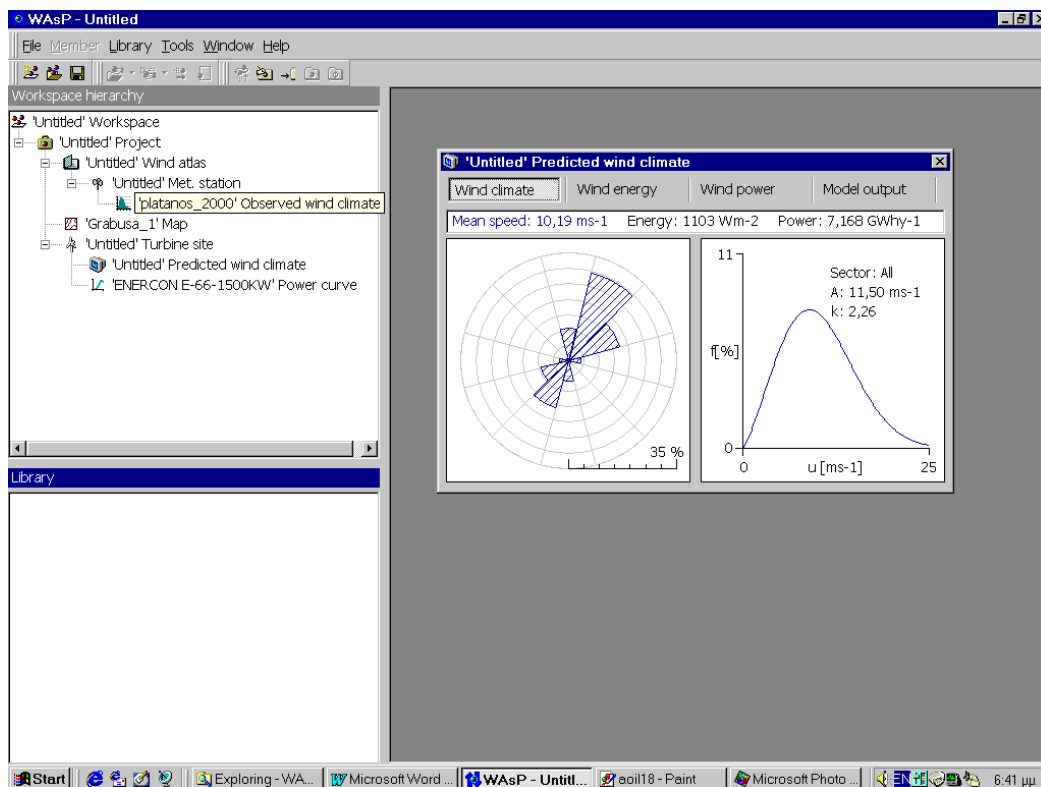 WAsP - Untitled
File Member Library Tools Window Help
Workspace hierarchy
'Untitled' Workspace
'Untitled' Project
'Untitled' Wind atlas
'Untitled' Met. station
'platanos_2000' Observed wind climate
'Grabusa_1' Map
'Untitled' Turbine site
'Untitled' Predicted wind climate
'ENERCON E-66-1500KW' Power curve
Library
'Untitled' Predicted wind climate
Wind climate Wind energy Wind power Model output
Mean speed: 10,19 ms-1 Energy: 1103 Wm-2 Power: 7,168 GWhy-1
35 %
11
Sector: All
A: 11,50 ms-1
k: 2,26
f[%]
0
0 u [ms-1] 25
Start Exploring - WA... Microsoft Word ... WAsP - Untitl... aoil18 - Paint Microsoft Photo ... EN 6:41 μμ